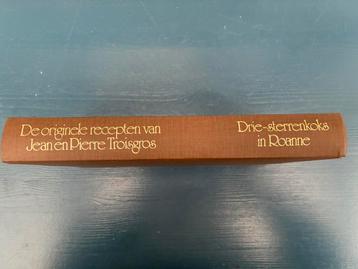 De originele recepten van
Jean en Pierre Troisgros
Drie-sterrenkoks
in Roanne